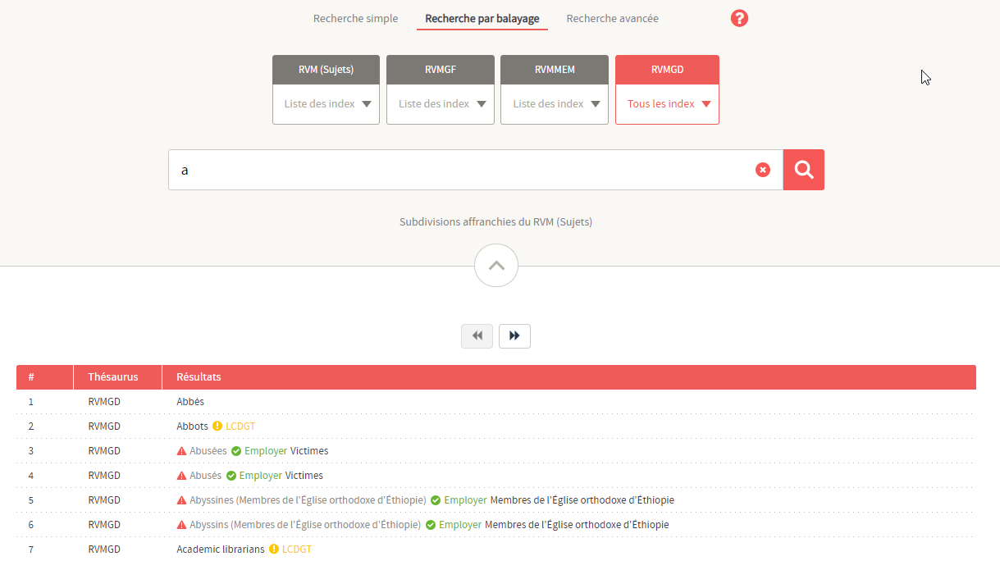 Recherche simple Recherche par balayage Recherche avancée ?
RVM (Sujets) RVMGF RVMMEM RVMGD
Liste des index Liste des index Liste des index Tous les index
a
Subdivisions affranchies du RVM (Sujets)
# Thésaurus Résultats
1 RVMGD Abbés
2 RVMGD Abbots LCDGT
3 RVMGD Abusées Employer Victimes
4 RVMGD Abusés Employer Victimes
5 RVMGD Abyssines (Membres de l'Église orthodoxe d'Éthiopie) Employer Membres de l'Église orthodoxe d'Éthiopie
6 RVMGD Abyssins (Membres de l'Église orthodoxe d'Éthiopie) Employer Membres de l'Église orthodoxe d'Éthiopie
7 RVMGD Academic librarians LCDGT